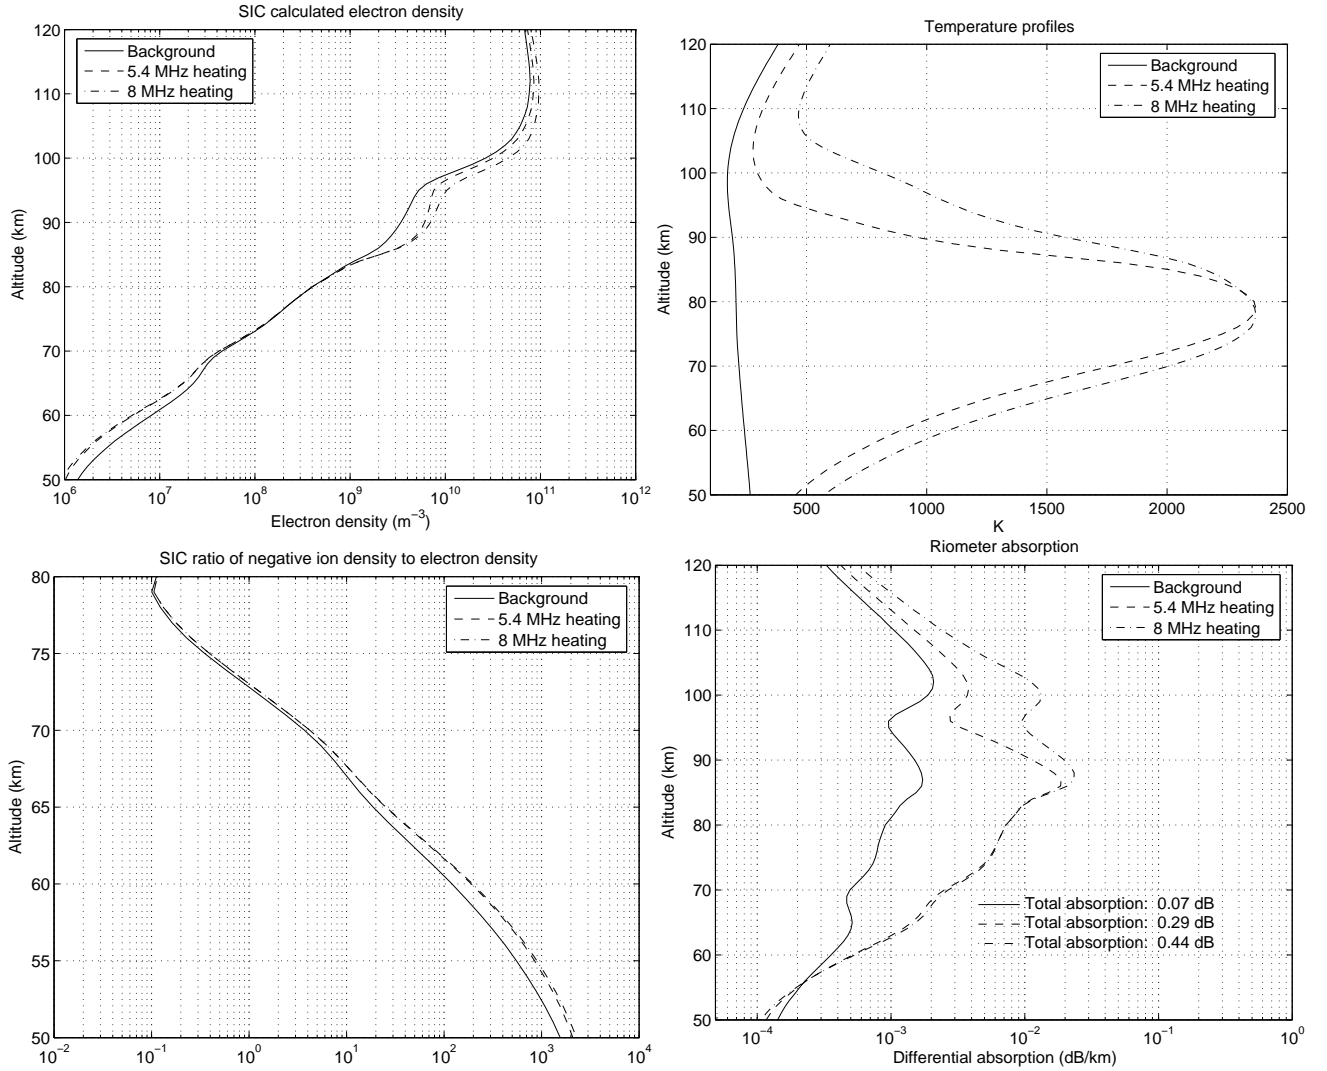 SIC calculated electron density
120
110
100
90
80
70
60
50
Altitude (km)
Background
5.4 MHz heating
8 MHz heating
10^6 10^7 10^8 10^9 10^10 10^11 10^12
Electron density (m^−3)
Temperature profiles
120
110
100
90
80
70
60
50
Altitude (km)
Background
5.4 MHz heating
8 MHz heating
500 1000 1500 2000 2500
K
SIC ratio of negative ion density to electron density
80
75
70
65
60
55
50
Altitude (km)
Background
5.4 MHz heating
8 MHz heating
10^−2 10^−1 10^0 10^1 10^2 10^3 10^4
Riometer absorption
120
110
100
90
80
70
60
50
Altitude (km)
Background
5.4 MHz heating
8 MHz heating
Total absorption: 0.07 dB
Total absorption: 0.29 dB
Total absorption: 0.44 dB
10^−4 10^−3 10^−2 10^−1 10^0
Differential absorption (dB/km)